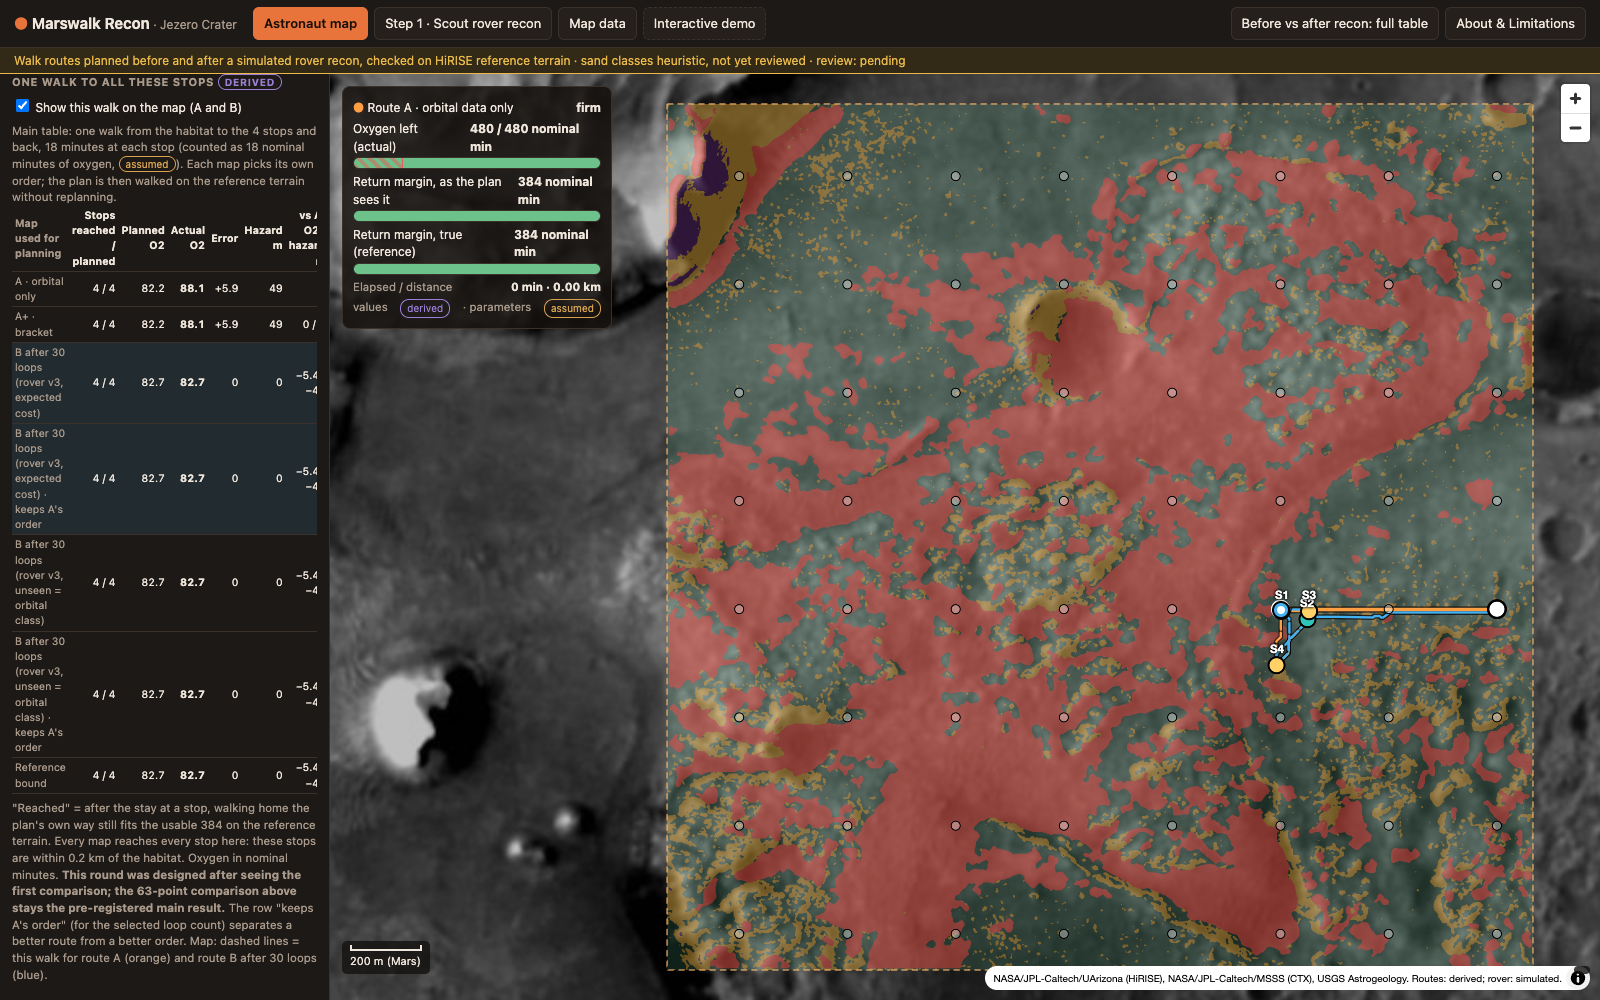 Marswalk Recon · Jezero Crater
Astronaut map
Step 1 · Scout rover recon
Map data
Interactive demo
Before vs after recon: full table
About & Limitations
Walk routes planned before and after a simulated rover recon, checked on HiRISE reference terrain · sand classes heuristic, not yet reviewed · review: pending
ONE WALK TO ALL THESE STOPS DERIVED
Show this walk on the map (A and B)
Main table: one walk from the habitat to the 4 stops and
back, 18 minutes at each stop (counted as 18 nominal
minutes of oxygen, assumed). Each map picks its own
order; the plan is then walked on the reference terrain
without replanning.
Map used for planning | Stops reached / planned | Planned O2 | Actual O2 | Error | Hazard m | vs
A · orbital only 4 / 4 82.2 88.1 +5.9 49
A+ · bracket 4 / 4 82.2 88.1 +5.9 49 0 /
B after 30 loops (rover v3, expected cost) 4 / 4 82.7 82.7 0 0 −5.4
B after 30 loops (rover v3, expected cost) · keeps A's order 4 / 4 82.7 82.7 0 0 −5.4
B after 30 loops (rover v3, unseen = orbital class) 4 / 4 82.7 82.7 0 0 −5.4
B after 30 loops (rover v3, unseen = orbital class) · keeps A's order 4 / 4 82.7 82.7 0 0 −5.4
Reference bound 4 / 4 82.7 82.7 0 0 −5.4
"Reached" = after the stay at a stop, walking home the
plan's own way still fits the usable 384 on the reference
terrain. Every map reaches every stop here: these stops
are within 0.2 km of the habitat. Oxygen in nominal
minutes. This round was designed after seeing the
first comparison; the 63-point comparison above
stays the pre-registered main result. The row "keeps
A's order" (for the selected loop count) separates a
better route from a better order. Map: dashed lines =
this walk for route A (orange) and route B after 30 loops
(blue).
Route A · orbital data only firm
Oxygen left (actual) 480 / 480 nominal min
Return margin, as the plan sees it 384 nominal min
Return margin, true (reference) 384 nominal min
Elapsed / distance 0 min · 0.00 km
values derived · parameters assumed
+
−
S1
S3
S2
S4
200 m (Mars)
NASA/JPL-Caltech/UArizona (HiRISE), NASA/JPL-Caltech/MSSS (CTX), USGS Astrogeology. Routes: derived; rover: simulated.